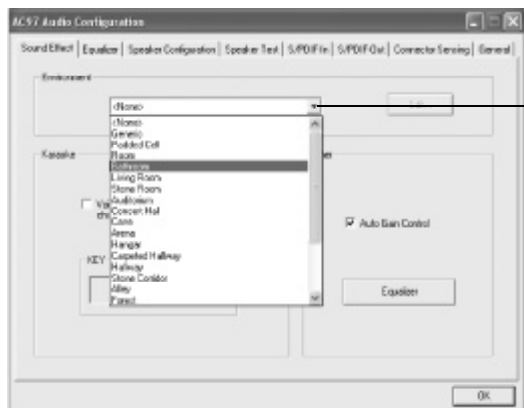 AC97 Audio Configuration
Sound Effect Equalizer Speaker Configuration Speaker Test S/PDIF In S/PDIF Out Connector Sensing General
Environment
<None>
<None>
Generic
Padded Cell
Room
Bathroom
Living Room
Stone Room
Auditorium
Concert Hall
Cave
Arena
Hangar
Carpeted Hallway
Hallway
Stone Corridor
Alley
Forest
Karaoke
KEY
Auto Gain Control
Equalizer
OK